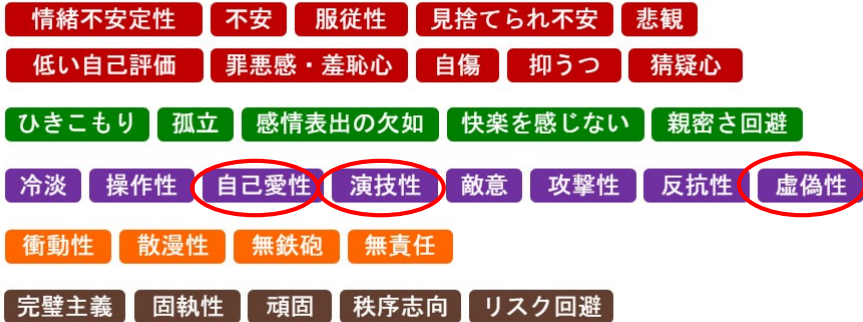 情緒不安定性 不安 服従性 見捨てられ不安 悲観
低い自己評価 罪悪感・羞恥心 自傷 抑うつ 猜疑心
ひきこもり 孤立 感情表出の欠如 快楽を感じない 親密さ回避
冷淡 操作性 自己愛性 演技性 敵意 攻撃性 反抗性 虚偽性
衝動性 散漫性 無鉄砲 無責任
完璧主義 固執性 頑固 秩序志向 リスク回避